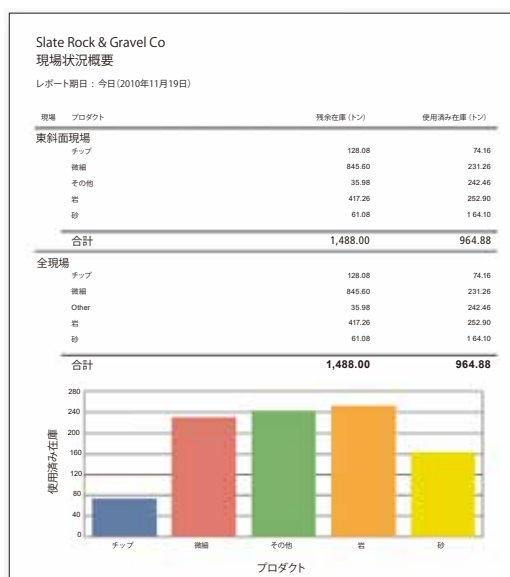 Slate Rock & Gravel Co
現場状況概要
レポート期日：今日（2010年11月19日）
現場 プロダクト 残余在庫（トン） 使用済み在庫（トン）
東斜面現場
チップ 128.08 74.16
微細 845.60 231.26
その他 35.98 242.46
岩 417.26 252.90
砂 61.08 1 64.10
合計 1,488.00 964.88
全現場
チップ 128.08 74.16
微細 845.60 231.26
Other 35.98 242.46
岩 417.26 252.90
砂 61.08 1 64.10
合計 1,488.00 964.88
使用済み在庫
280
240
200
160
120
80
40
0
チップ 微細 その他 岩 砂
プロダクト